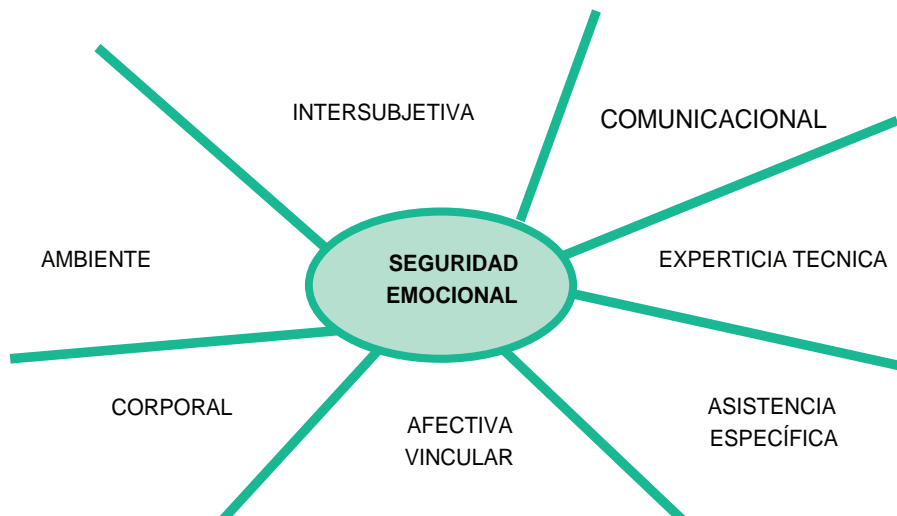 INTERSUBJETIVA
COMUNICACIONAL
AMBIENTE
SEGURIDAD
EMOCIONAL
EXPERTICIA TECNICA
CORPORAL
AFECTIVA
VINCULAR
ASISTENCIA
ESPECÍFICA